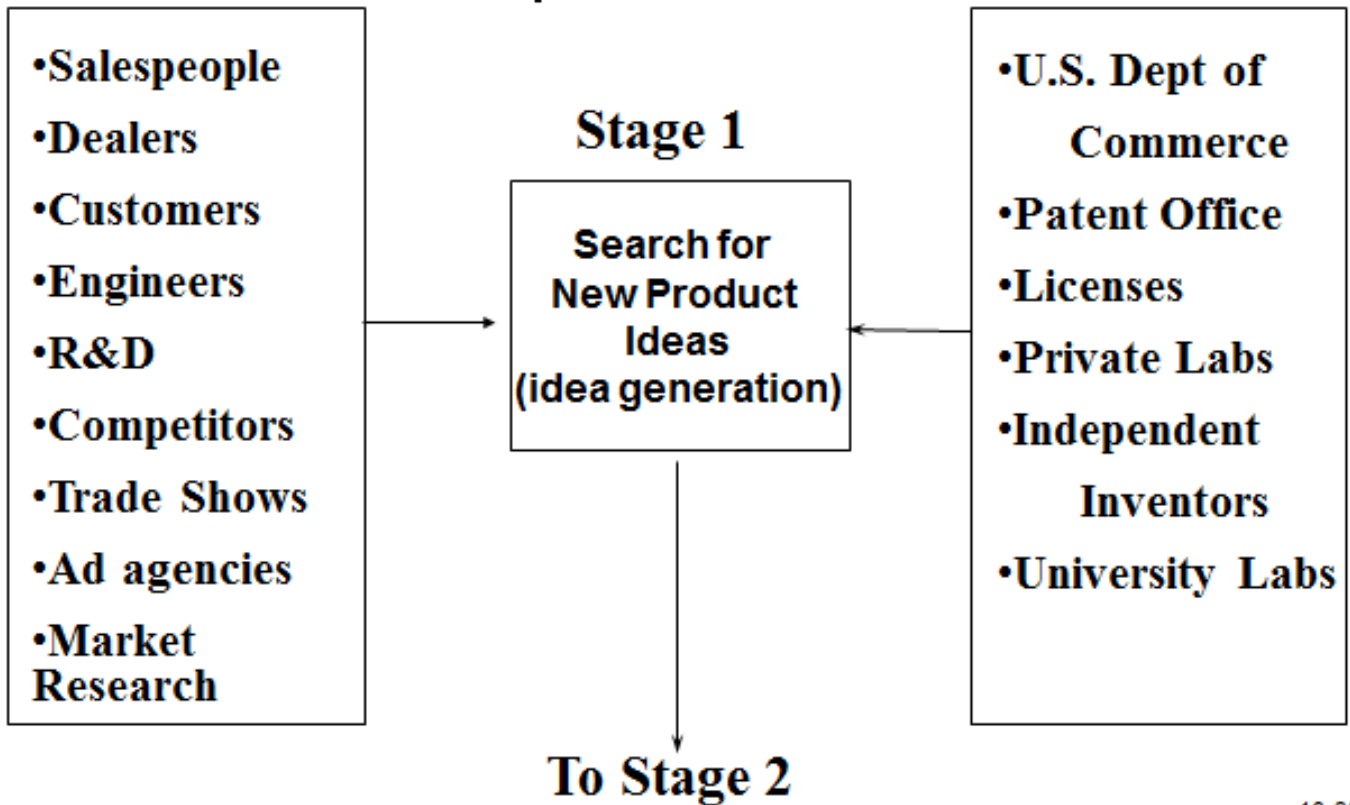 •Salespeople
•Dealers
•Customers
•Engineers
•R&D
•Competitors
•Trade Shows
•Ad agencies
•Market
Research
Stage 1
Search for
New Product
Ideas
(idea generation)
To Stage 2
•U.S. Dept of
Commerce
•Patent Office
•Licenses
•Private Labs
•Independent
Inventors
•University Labs